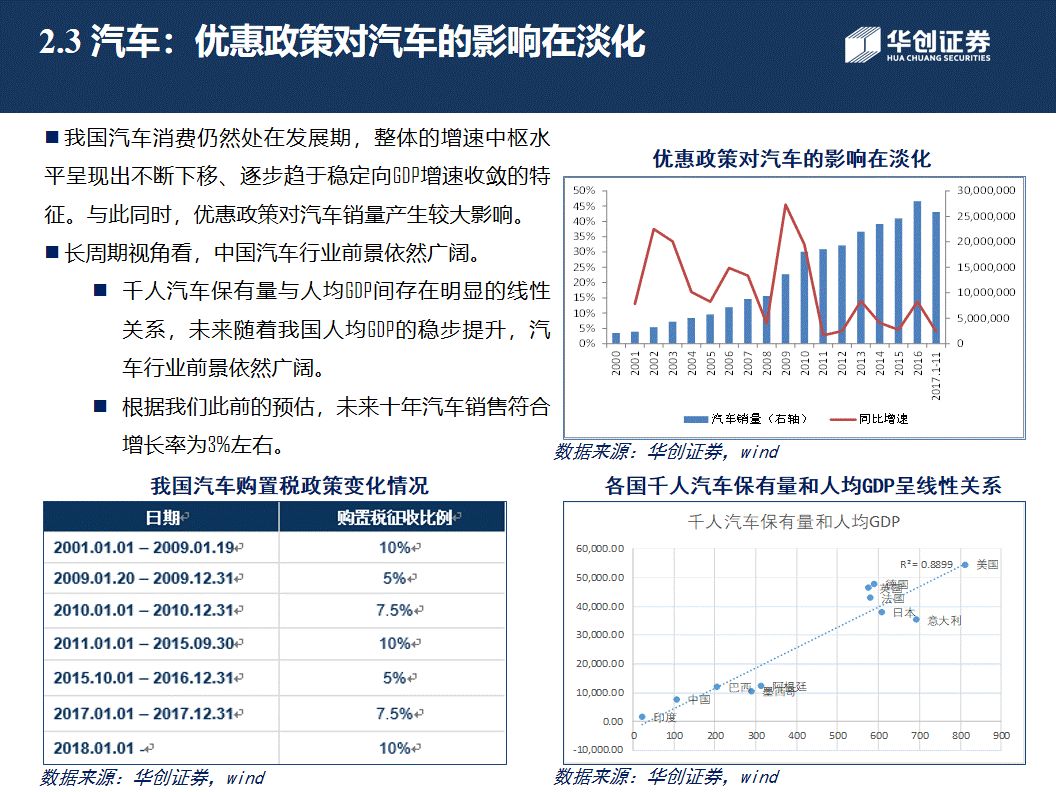 2.3 汽车：优惠政策对汽车的影响在淡化
华创证券
HUA CHUANG SECURITIES
■我国汽车消费仍然处在发展期，整体的增速中枢水
平呈现出不断下移、逐步趋于稳定向GDP增速收敛的特
征。与此同时，优惠政策对汽车销量产生较大影响。
■长周期视角看，中国汽车行业前景依然广阔。
■ 千人汽车保有量与人均GDP间存在明显的线性
关系，未来随着我国人均GDP的稳步提升，汽
车行业前景依然广阔。
■ 根据我们此前的预估，未来十年汽车销售符合
增长率为3%左右。
优惠政策对汽车的影响在淡化
50%
45%
40%
35%
30%
25%
20%
15%
10%
5%
0%
30,000,000
25,000,000
20,000,000
15,000,000
10,000,000
5,000,000
0
2000
2001
2002
2003
2004
2005
2006
2007
2008
2009
2010
2011
2012
2013
2014
2015
2016
2017.1-11
汽车销量（右轴） 同比增速
数据来源：华创证券，wind
我国汽车购置税政策变化情况
日期 购置税征收比例
2001.01.01 – 2009.01.19 10%
2009.01.20 – 2009.12.31 5%
2010.01.01 – 2010.12.31 7.5%
2011.01.01 – 2015.09.30 10%
2015.10.01 – 2016.12.31 5%
2017.01.01 – 2017.12.31 7.5%
2018.01.01 - 10%
数据来源：华创证券，wind
各国千人汽车保有量和人均GDP呈线性关系
千人汽车保有量和人均GDP
60,000.00
50,000.00
40,000.00
30,000.00
20,000.00
10,000.00
0.00
-10,000.00
R² = 0.8899
美国
德国
英国
法国
日本
意大利
巴西
阿根廷
墨西哥
中国
印度
0 100 200 300 400 500 600 700 800 900
数据来源：华创证券，wind